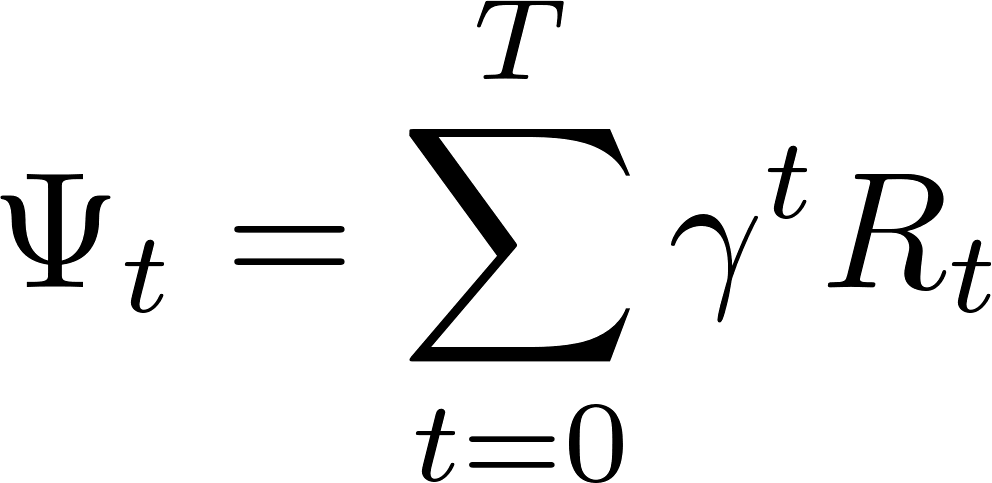 Ψ_t = \sum_{t=0}^{T} γ^t R_t